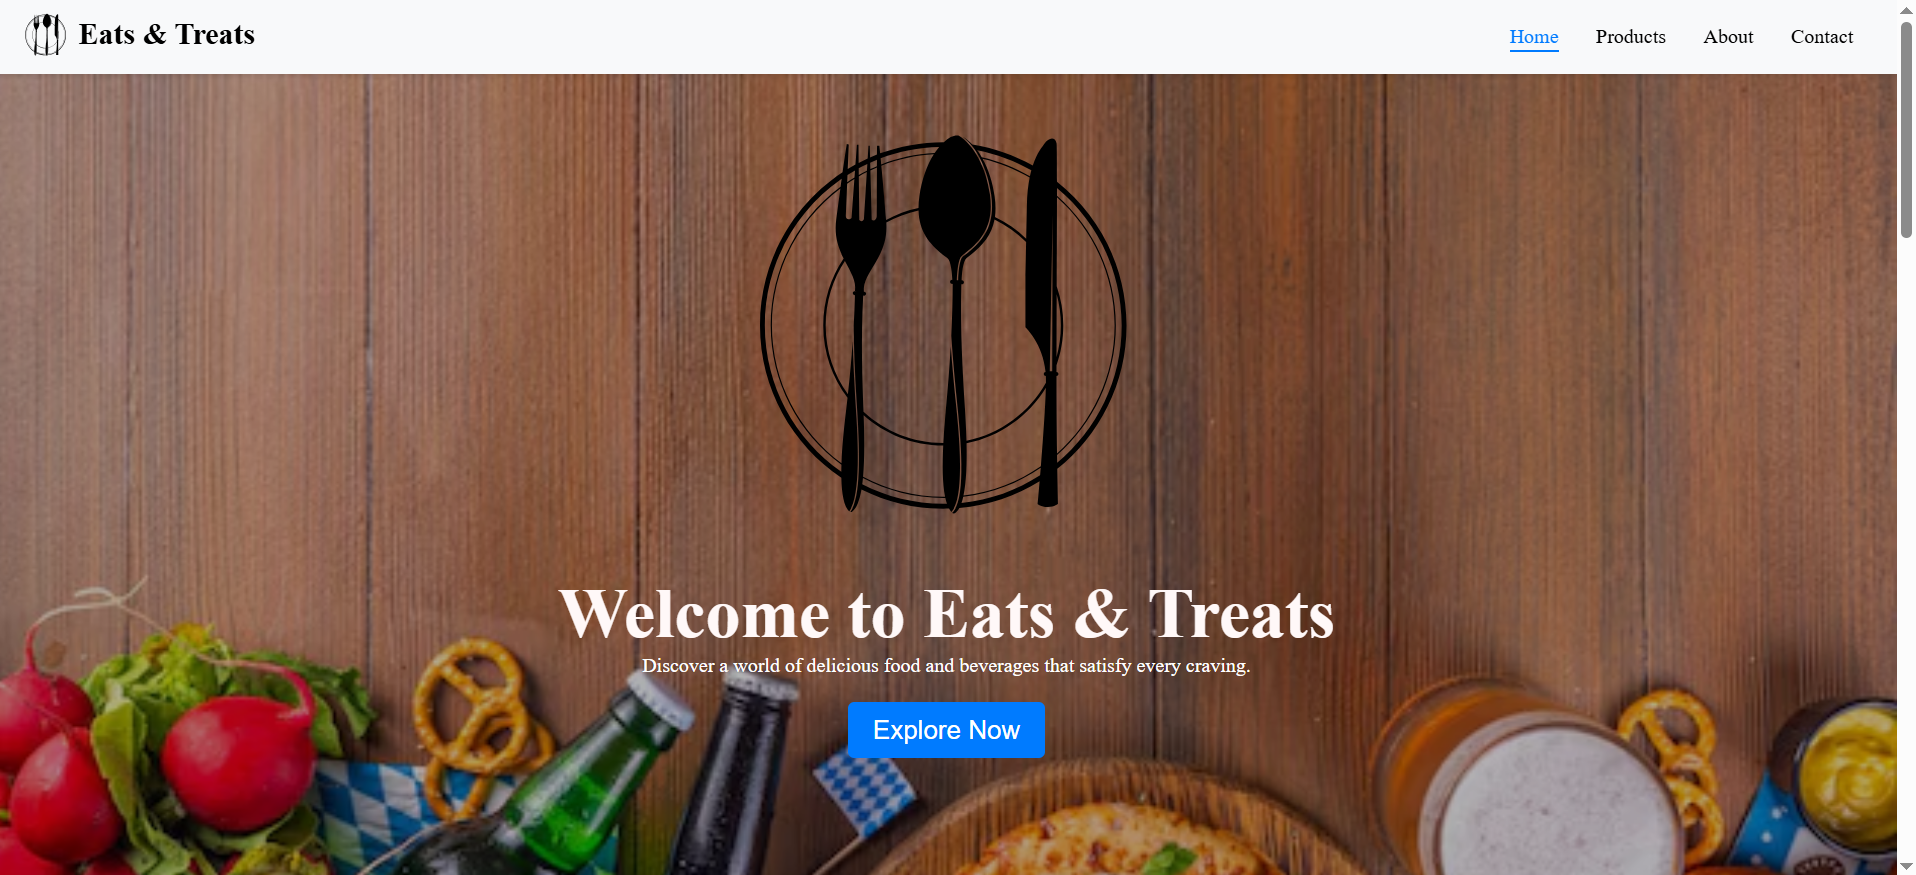 Eats & Treats
Home Products About Contact
Welcome to Eats & Treats
Discover a world of delicious food and beverages that satisfy every craving.
Explore Now